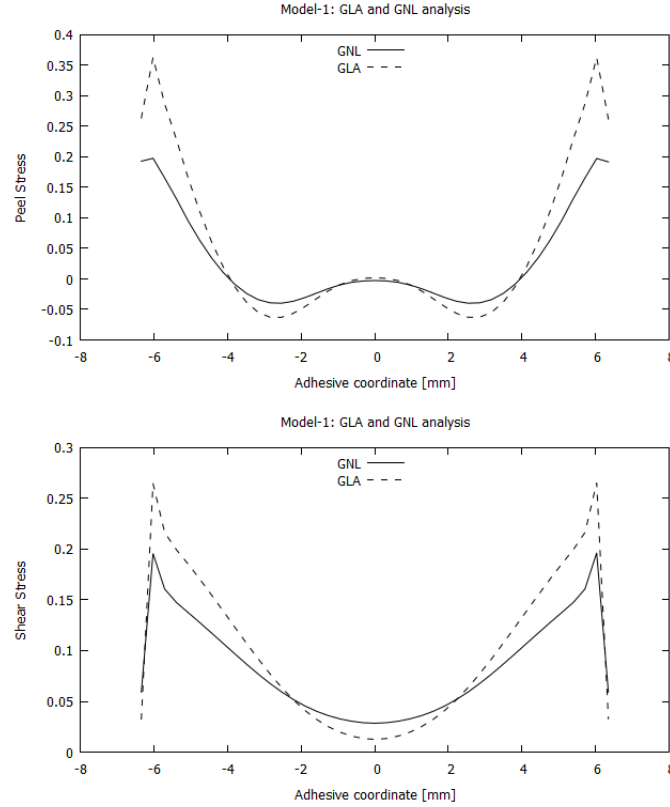 Model-1: GLA and GNL analysis
GNL
GLA
Peel Stress
0.4
0.35
0.3
0.25
0.2
0.15
0.1
0.05
0
-0.05
-0.1
-8 -6 -4 -2 0 2 4 6 8
Adhesive coordinate [mm]
Model-1: GLA and GNL analysis
GNL
GLA
Shear Stress
0.3
0.25
0.2
0.15
0.1
0.05
0
-8 -6 -4 -2 0 2 4 6 8
Adhesive coordinate [mm]